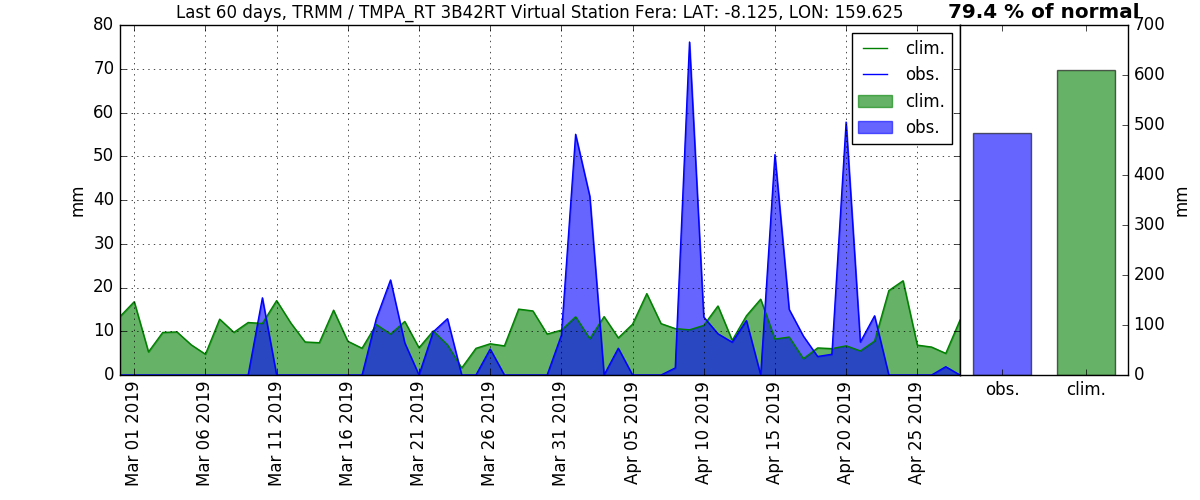 Last 60 days, TRMM / TMPA_RT 3B42RT Virtual Station Fera: LAT: -8.125, LON: 159.625
79.4 % of normal
80
70
60
50
40
30
20
10
0
mm
clim.
obs.
clim.
obs.
Mar 01 2019
Mar 06 2019
Mar 11 2019
Mar 16 2019
Mar 21 2019
Mar 26 2019
Mar 31 2019
Apr 05 2019
Apr 10 2019
Apr 15 2019
Apr 20 2019
Apr 25 2019
700
600
500
400
300
200
100
0
mm
obs.
clim.